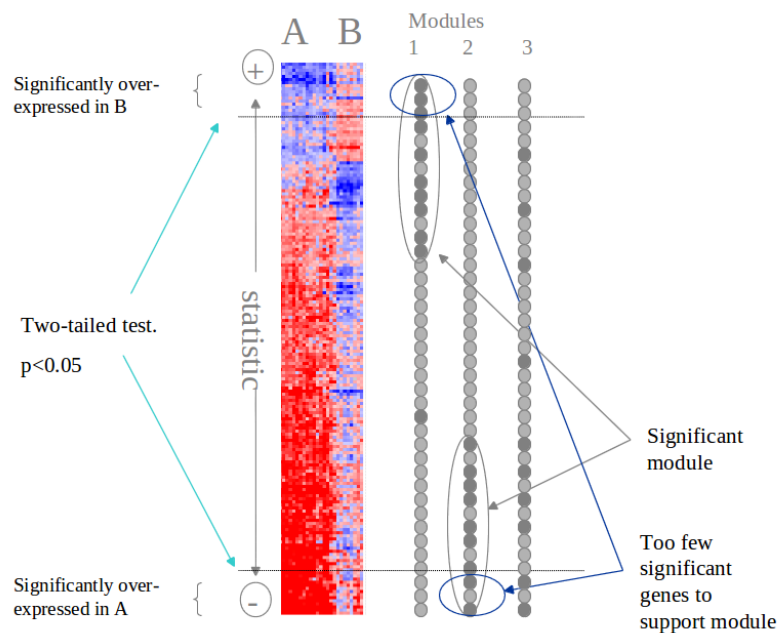 Modules
A B 1 2 3
+
Significantly over-
expressed in B
statistic
Two-tailed test.
p<0.05
Significant
module
Too few
significant
genes to
support module
Significantly over-
expressed in A
-